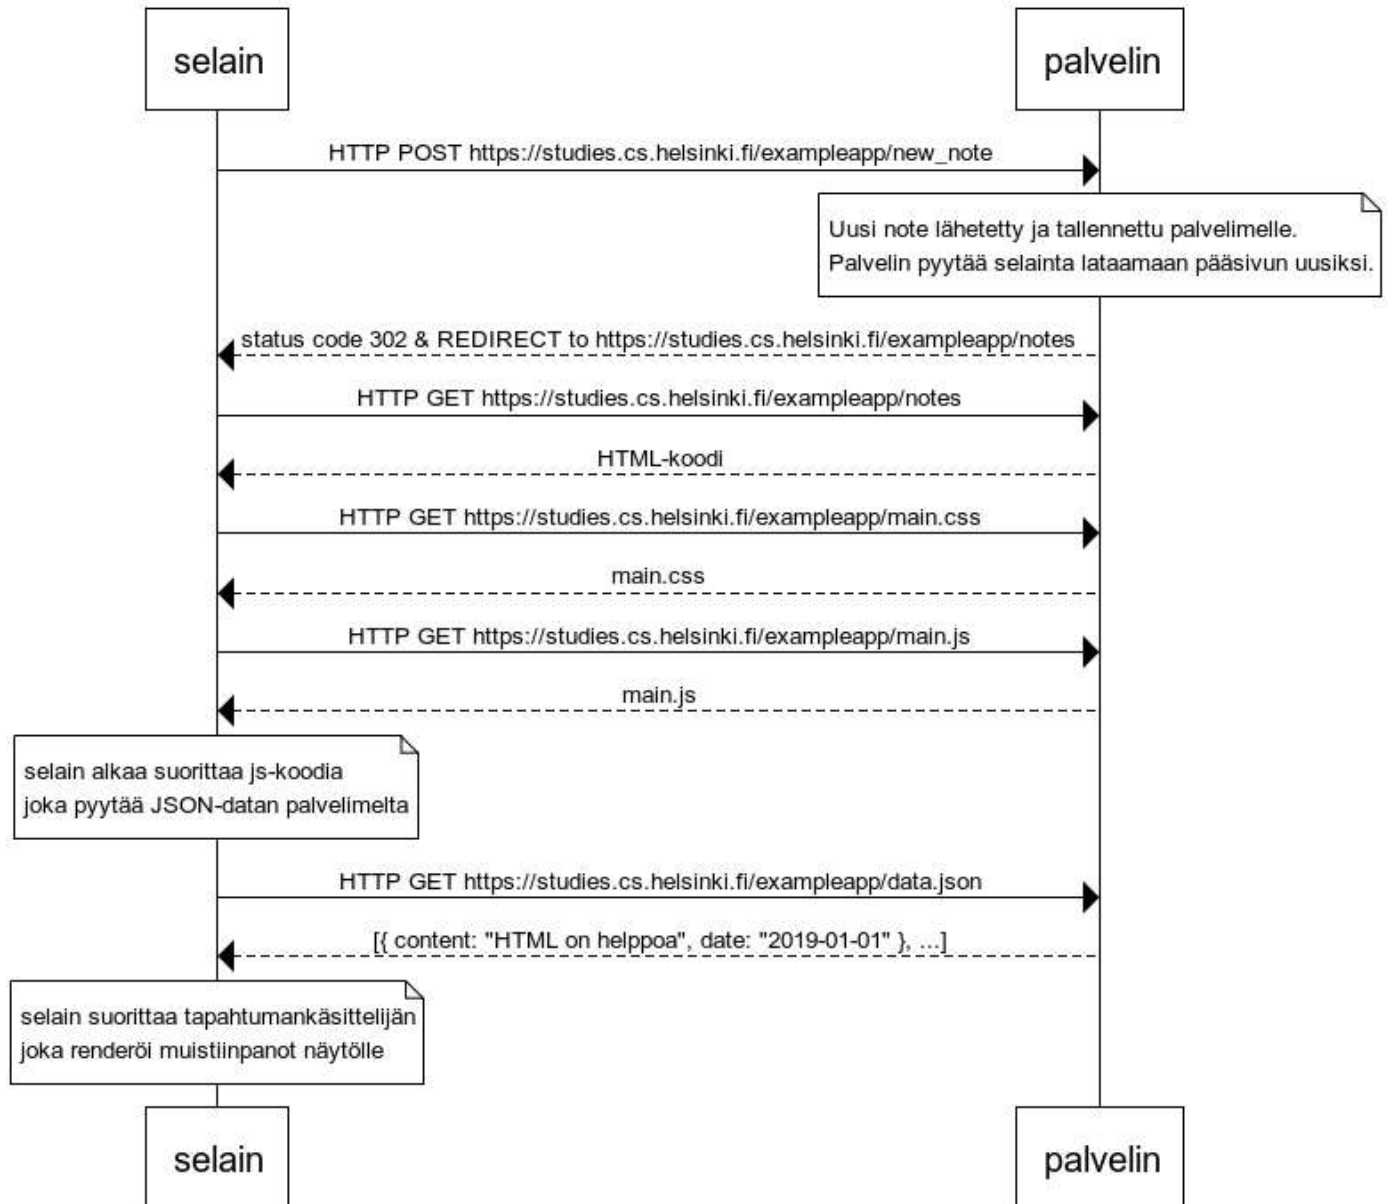 selain
palvelin
HTTP POST https://studies.cs.helsinki.fi/exampleapp/new_note
Uusi note lähetetty ja tallennettu palvelimelle.
Palvelin pyytää selainta lataamaan pääsivun uusiksi.
status code 302 & REDIRECT to https://studies.cs.helsinki.fi/exampleapp/notes
HTTP GET https://studies.cs.helsinki.fi/exampleapp/notes
HTML-koodi
HTTP GET https://studies.cs.helsinki.fi/exampleapp/main.css
main.css
HTTP GET https://studies.cs.helsinki.fi/exampleapp/main.js
main.js
selain alkaa suorittaa js-koodia
joka pyytää JSON-datan palvelimelta
HTTP GET https://studies.cs.helsinki.fi/exampleapp/data.json
[{ content: "HTML on helppoa", date: "2019-01-01" }, ...]
selain suorittaa tapahtumankäsittelijän
joka renderöi muistiinpanot näytölle
selain
palvelin